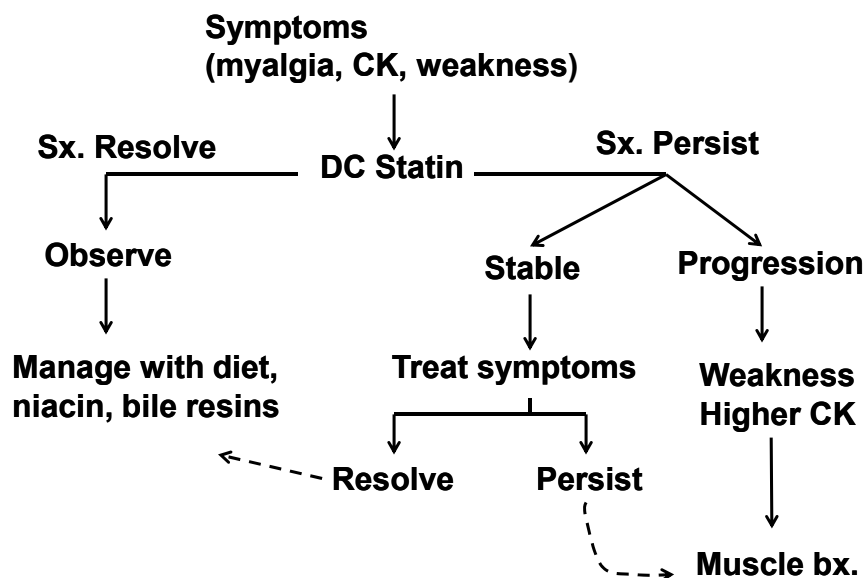 Symptoms
(myalgia, CK, weakness)
Sx. Resolve
DC Statin
Sx. Persist
Observe
Stable
Progression
Manage with diet,
niacin, bile resins
Treat symptoms
Weakness
Higher CK
Resolve
Persist
Muscle bx.